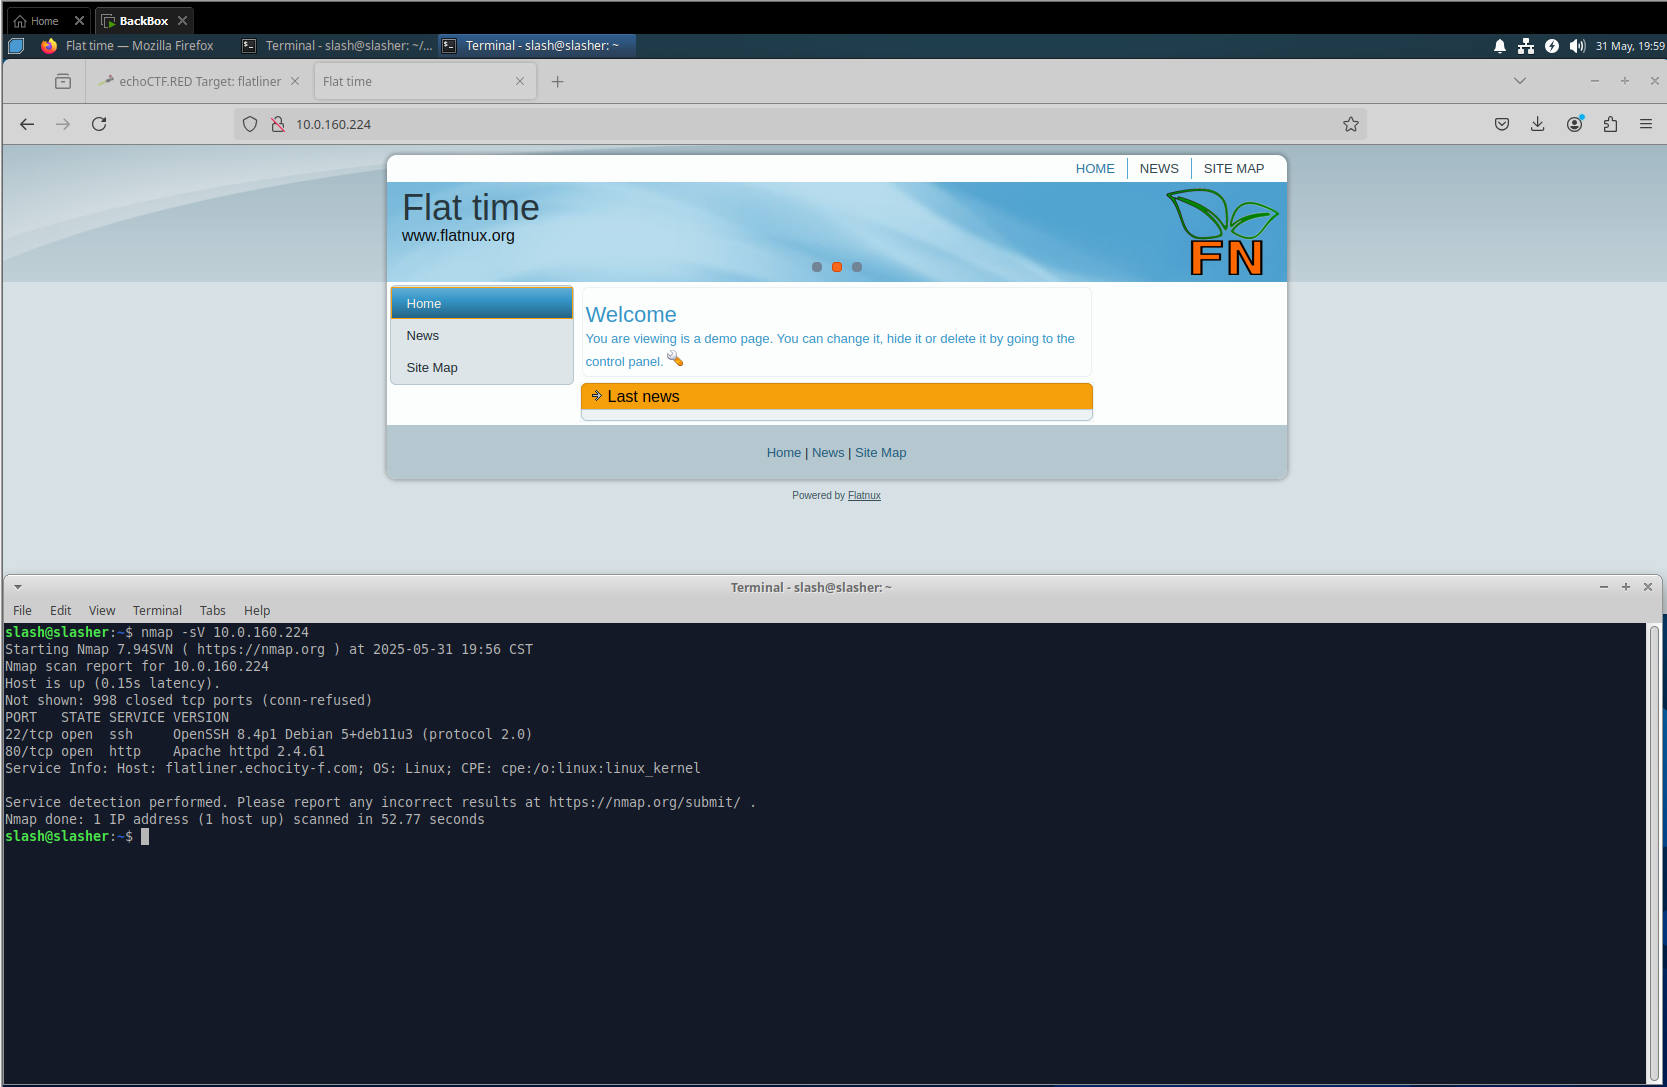 Home
BackBox
Flat time — Mozilla Firefox
Terminal - slash@slasher: ~/...
Terminal - slash@slasher: ~
31 May, 19:59
echoCTF.RED Target: flatliner
Flat time
10.0.160.224
HOME
NEWS
SITE MAP
Flat time
www.flatnux.org
FN
Home
News
Site Map
Welcome
You are viewing is a demo page. You can change it, hide it or delete it by going to the
control panel.
Last news
Home | News | Site Map
Powered by Flatnux
Terminal - slash@slasher: ~
File Edit View Terminal Tabs Help
slash@slasher:~$ nmap -sV 10.0.160.224
Starting Nmap 7.94SVN ( https://nmap.org ) at 2025-05-31 19:56 CST
Nmap scan report for 10.0.160.224
Host is up (0.15s latency).
Not shown: 998 closed tcp ports (conn-refused)
PORT   STATE SERVICE VERSION
22/tcp open  ssh     OpenSSH 8.4p1 Debian 5+deb11u3 (protocol 2.0)
80/tcp open  http    Apache httpd 2.4.61
Service Info: Host: flatliner.echocity-f.com; OS: Linux; CPE: cpe:/o:linux:linux_kernel
Service detection performed. Please report any incorrect results at https://nmap.org/submit/ .
Nmap done: 1 IP address (1 host up) scanned in 52.77 seconds
slash@slasher:~$